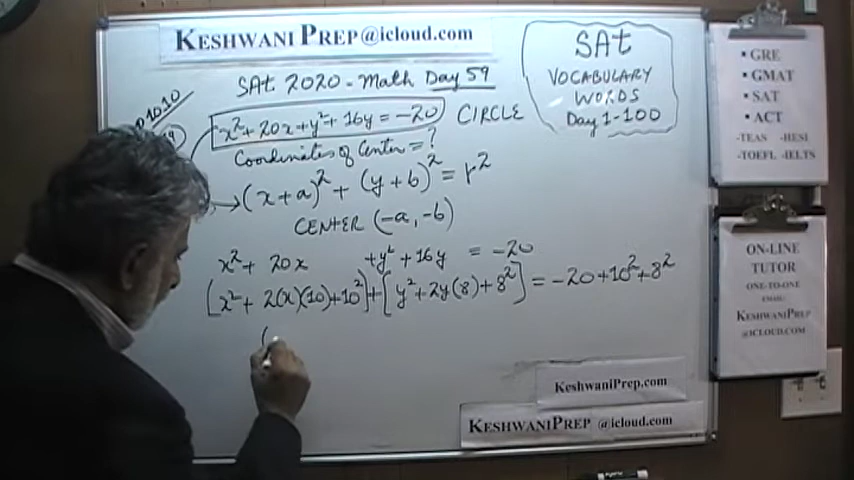 KESHWANI PREP@icloud.com
SAt 2020 - Math Day 59
x² + 20x + y² + 16y = -20 CIRCLE
Coordinates of Center = ?
(x + a)² + (y + b)² = r²
CENTER (-a, -b)
x² + 20x + y² + 16y = -20
[x² + 2(x)(10) + 10²] + [y² + 2y(8) + 8²] = -20 + 10² + 8²
(
SAt
VOCABULARY
WORDS
Day 1-100
• GRE
• GMAT
• SAT
• ACT
-TEAS -HESI
-TOEFL -IELTS
ON-LINE
TUTOR
ONE-TO-ONE
EMAIL:
KESHWANIPREP
@ICLOUD.COM
KeshwaniPrep.com
KESHWANIPREP @icloud.com